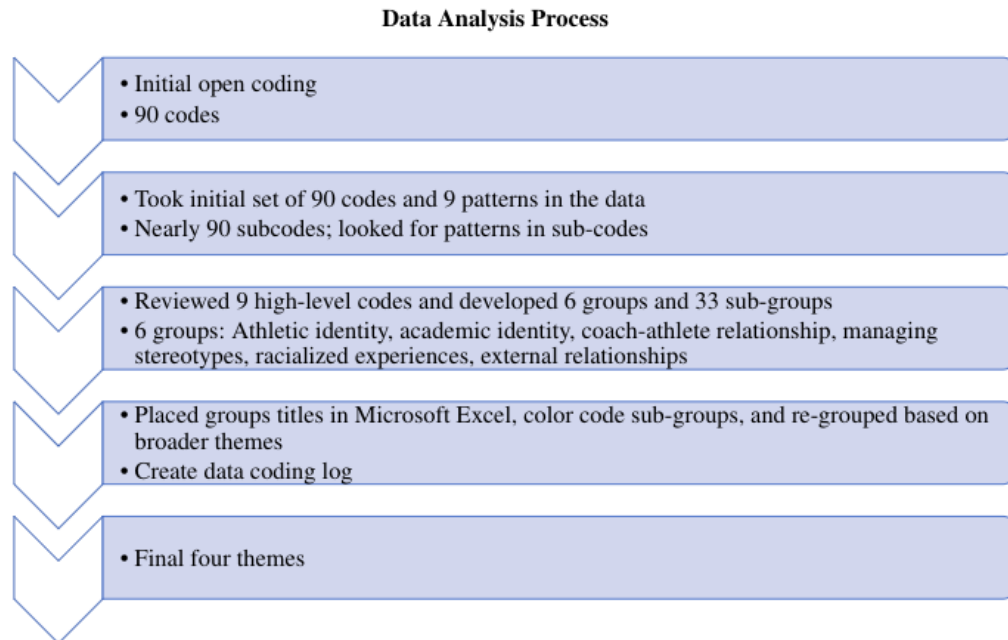 Data Analysis Process
• Initial open coding
• 90 codes
• Took initial set of 90 codes and 9 patterns in the data
• Nearly 90 subcodes; looked for patterns in sub-codes
• Reviewed 9 high-level codes and developed 6 groups and 33 sub-groups
• 6 groups: Athletic identity, academic identity, coach-athlete relationship, managing
stereotypes, racialized experiences, external relationships
• Placed groups titles in Microsoft Excel, color code sub-groups, and re-grouped based on
broader themes
• Create data coding log
• Final four themes